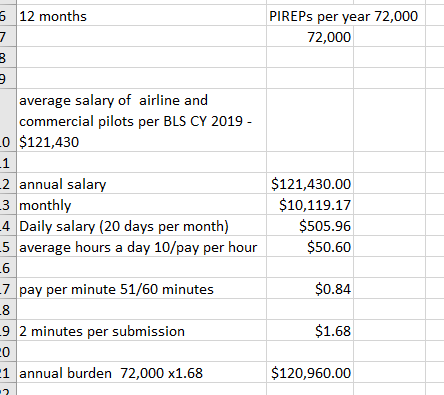 6 12 months PIREPs per year 72,000
7 72,000
8
9
average salary of airline and
commercial pilots per BLS CY 2019 -
0 $121,430
1
2 annual salary $121,430.00
3 monthly $10,119.17
4 Daily salary (20 days per month) $505.96
5 average hours a day 10/pay per hour $50.60
6
7 pay per minute 51/60 minutes $0.84
8
9 2 minutes per submission $1.68
0
1 annual burden 72,000 x1.68 $120,960.00